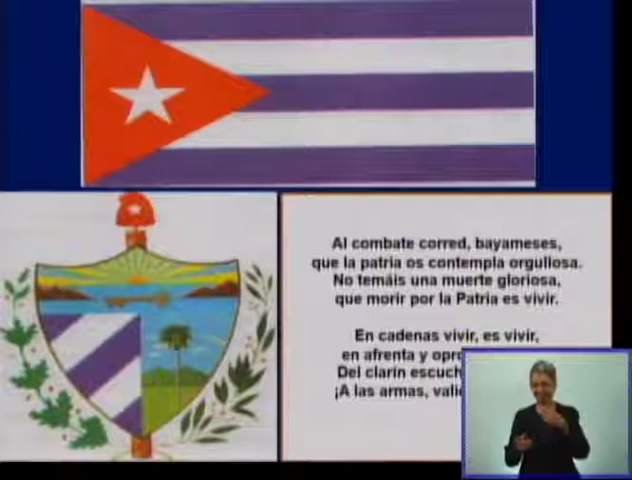 Al combate corred, bayameses,
que la patria os contempla orgullosa.
No temáis una muerte gloriosa,
que morir por la Patria es vivir.
En cadenas vivir, es vivir,
en afrenta y
Del clarín
¡A las armas,